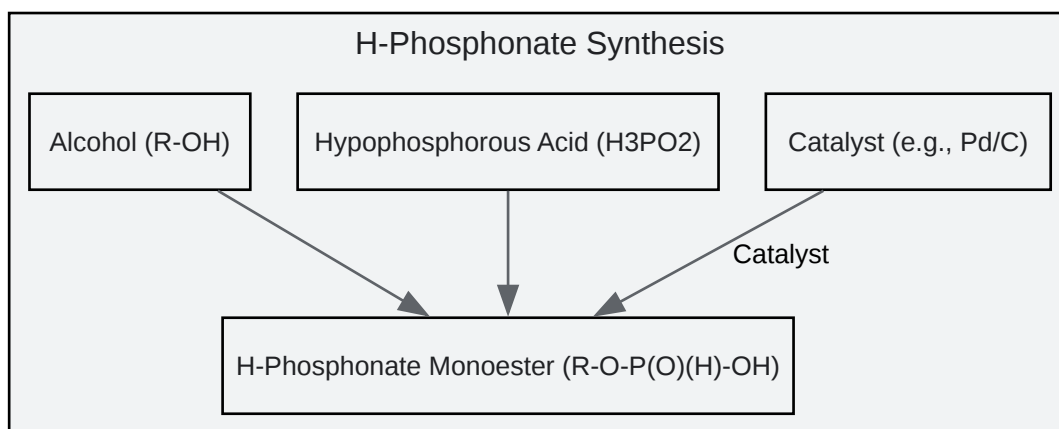 H-Phosphonate Synthesis
Alcohol (R-OH)
Hypophosphorous Acid (H3PO2)
Catalyst (e.g., Pd/C)
Catalyst
H-Phosphonate Monoester (R-O-P(O)(H)-OH)